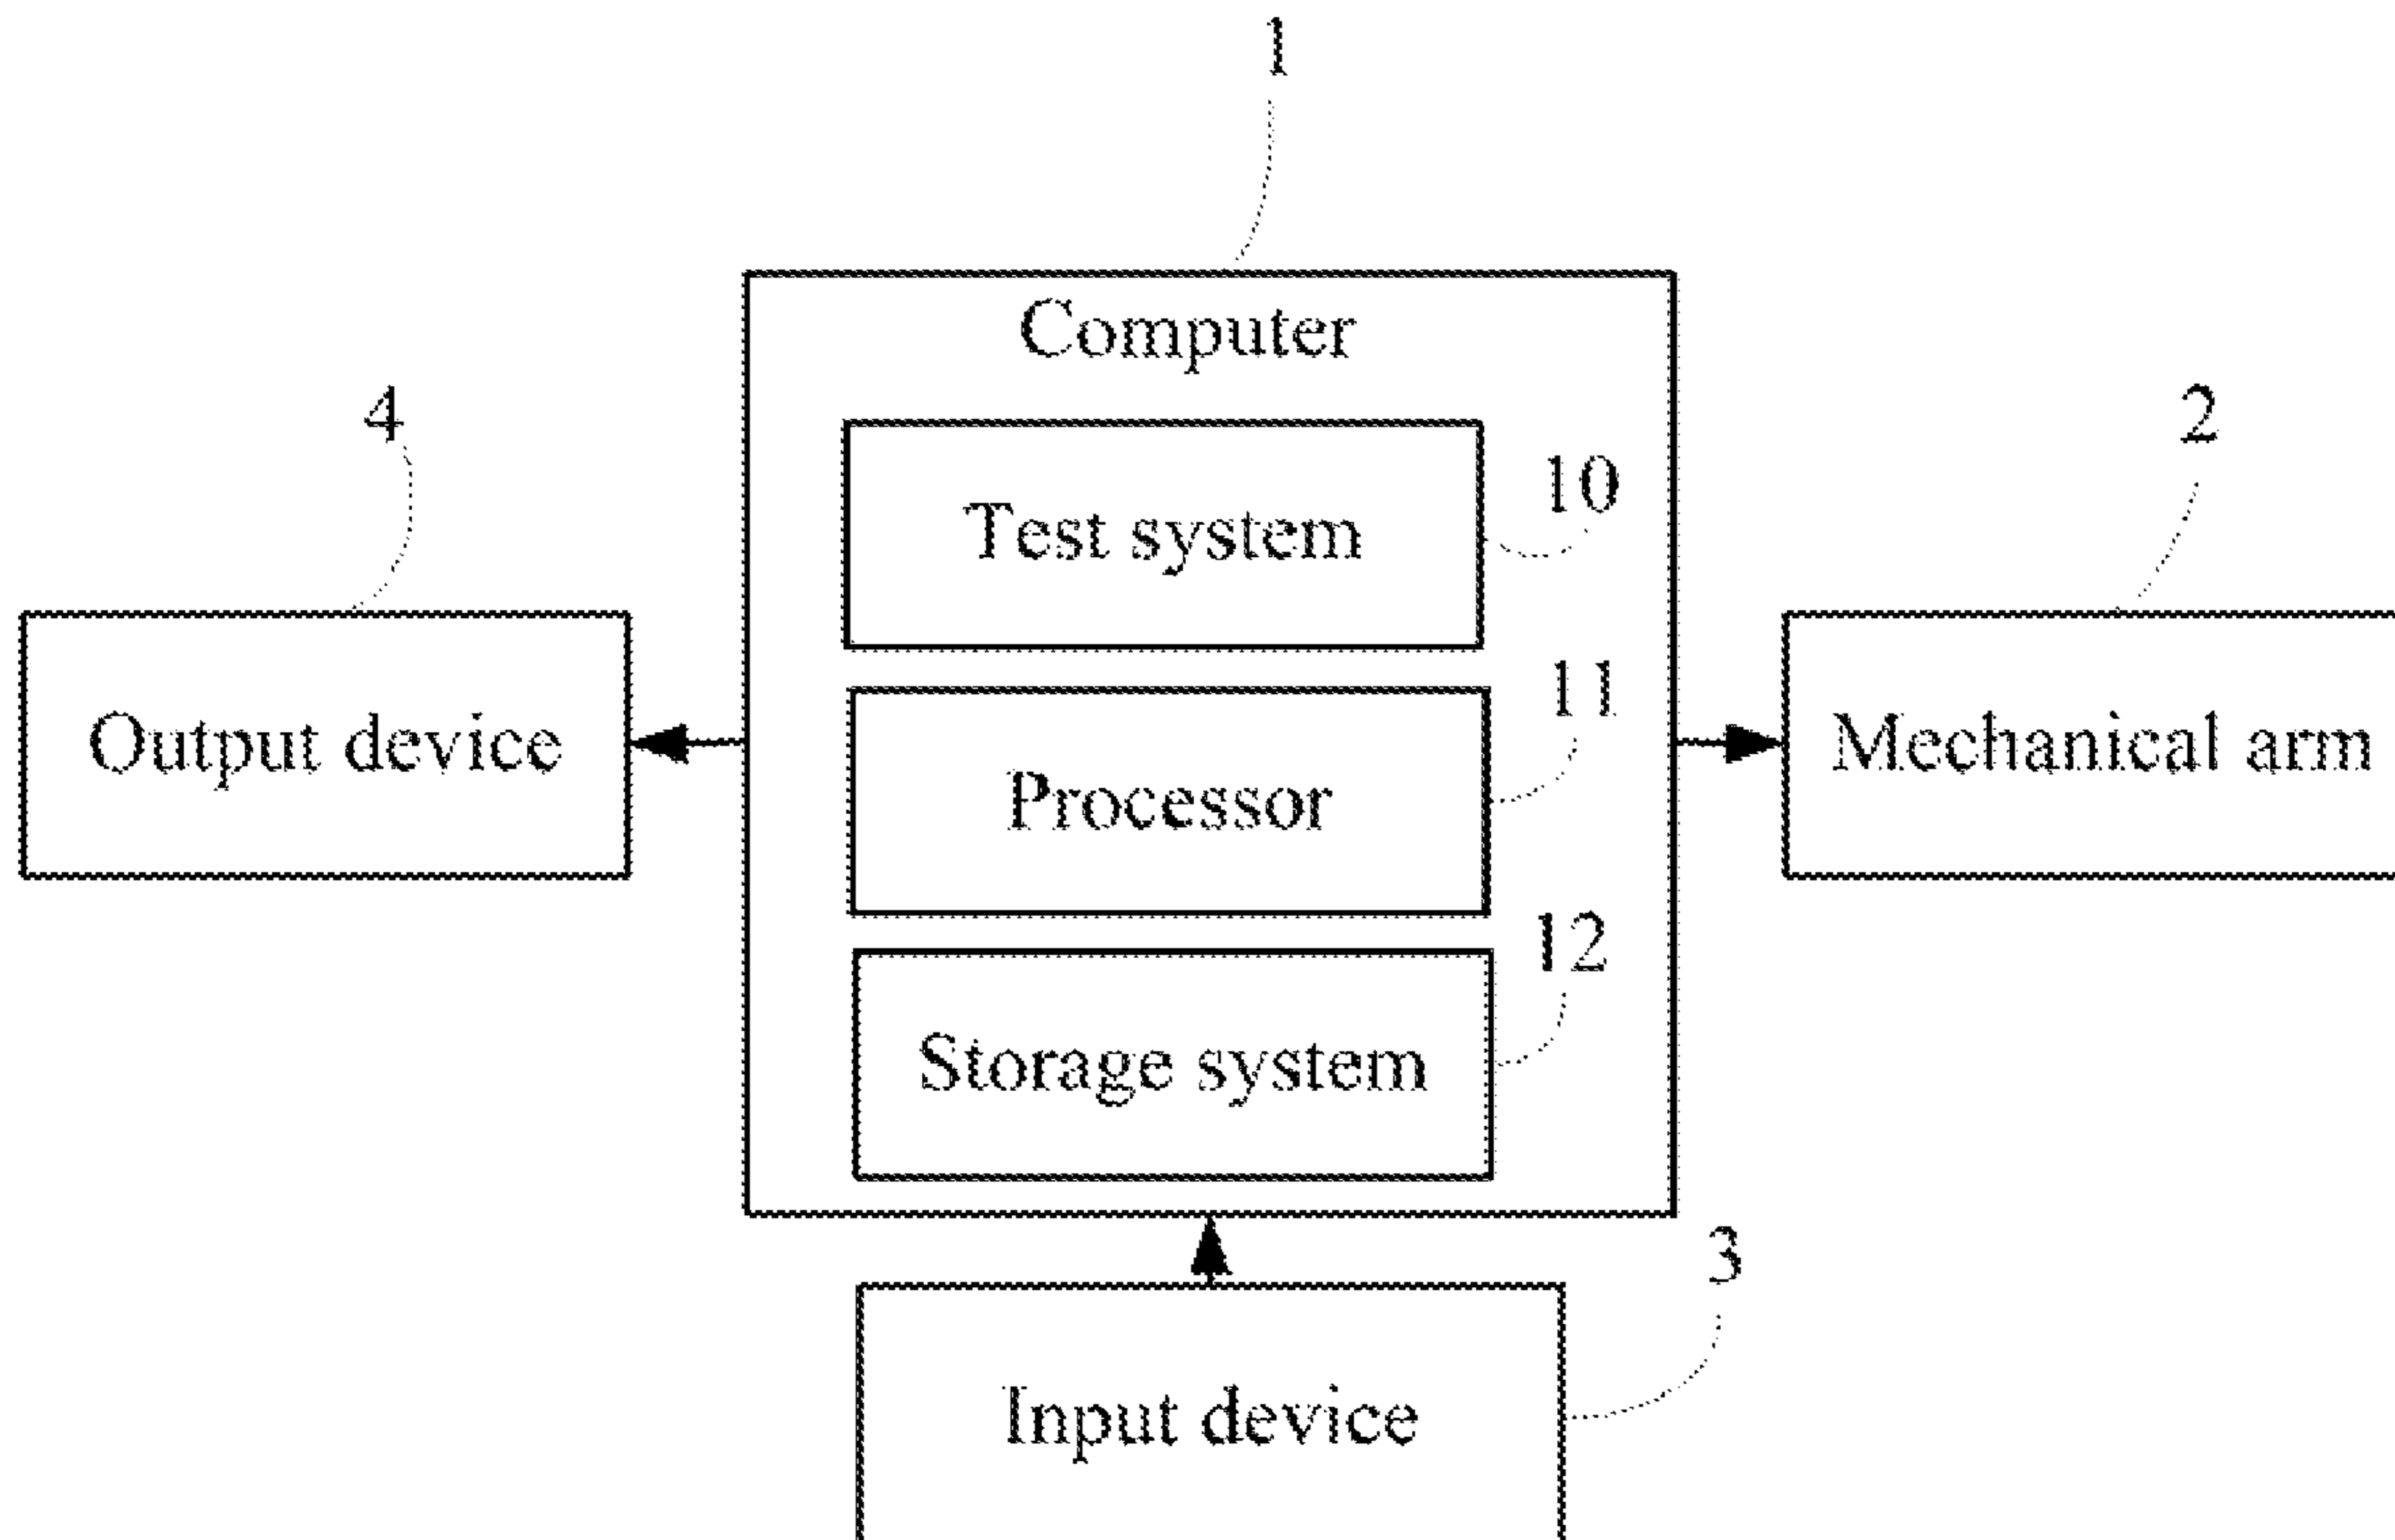 1
Computer
4
2
Test system
10
11
Output device
Processor
Mechanical arm
12
Storage system
3
Input device